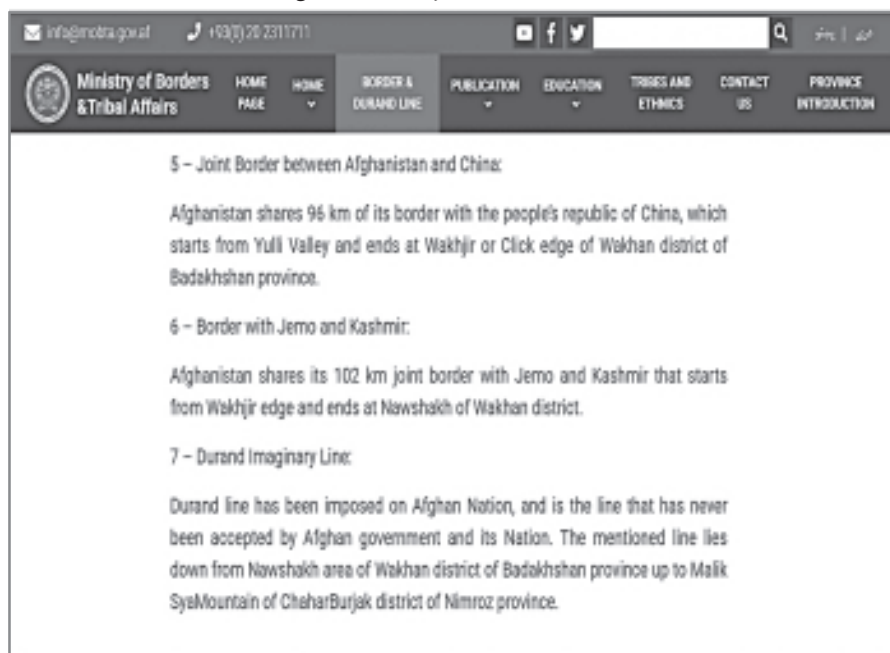 info@mobta.gov.af +93(0) 20 2311711
Ministry of Borders
&Tribal Affairs
HOME
PAGE
HOME
BORDER &
DURAND LINE
PUBLICATION
EDUCATION
TRIBES AND
ETHNICS
CONTACT
US
PROVINCE
INTRODUCTION
5 – Joint Border between Afghanistan and China:
Afghanistan shares 96 km of its border with the people's republic of China, which
starts from Yulli Valley and ends at Wakhjir or Click edge of Wakhan district of
Badakhshan province.
6 – Border with Jemo and Kashmir:
Afghanistan shares its 102 km joint border with Jemo and Kashmir that starts
from Wakhjir edge and ends at Nawshakh of Wakhan district.
7 – Durand Imaginary Line:
Durand line has been imposed on Afghan Nation, and is the line that has never
been accepted by Afghan government and its Nation. The mentioned line lies
down from Nawshakh area of Wakhan district of Badakhshan province up to Malik
SyaMountain of ChaharBurjak district of Nimroz province.